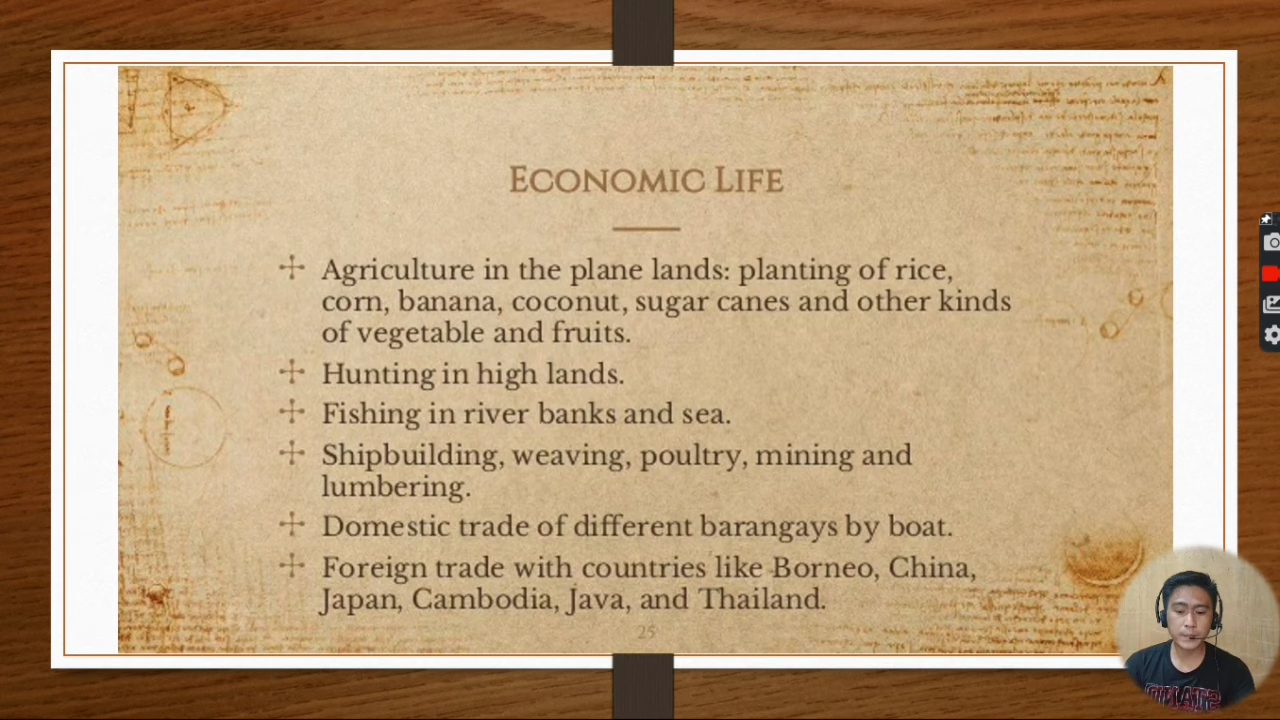 Economic Life
Agriculture in the plane lands: planting of rice,
corn, banana, coconut, sugar canes and other kinds
of vegetable and fruits.
Hunting in high lands.
Fishing in river banks and sea.
Shipbuilding, weaving, poultry, mining and
lumbering.
Domestic trade of different barangays by boat.
Foreign trade with countries like Borneo, China,
Japan, Cambodia, Java, and Thailand.
25